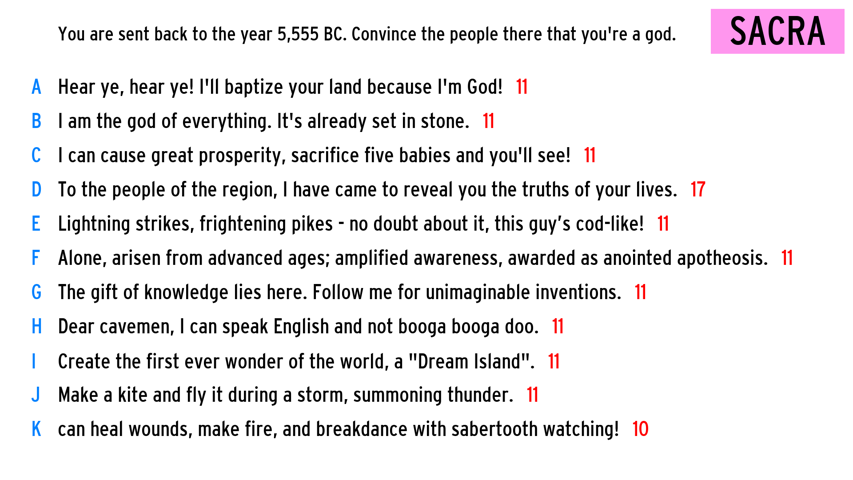 You are sent back to the year 5,555 BC. Convince the people there that you're a god.
SACRA
A Hear ye, hear ye! I'll baptize your land because I'm God! 11
B I am the god of everything. It's already set in stone. 11
C I can cause great prosperity, sacrifice five babies and you'll see! 11
D To the people of the region, I have came to reveal you the truths of your lives. 17
E Lightning strikes, frightening pikes - no doubt about it, this guy’s cod-like! 11
F Alone, arisen from advanced ages; amplified awareness, awarded as anointed apotheosis. 11
G The gift of knowledge lies here. Follow me for unimaginable inventions. 11
H Dear cavemen, I can speak English and not booga booga doo. 11
I Create the first ever wonder of the world, a "Dream Island". 11
J Make a kite and fly it during a storm, summoning thunder. 11
K can heal wounds, make fire, and breakdance with sabertooth watching! 10